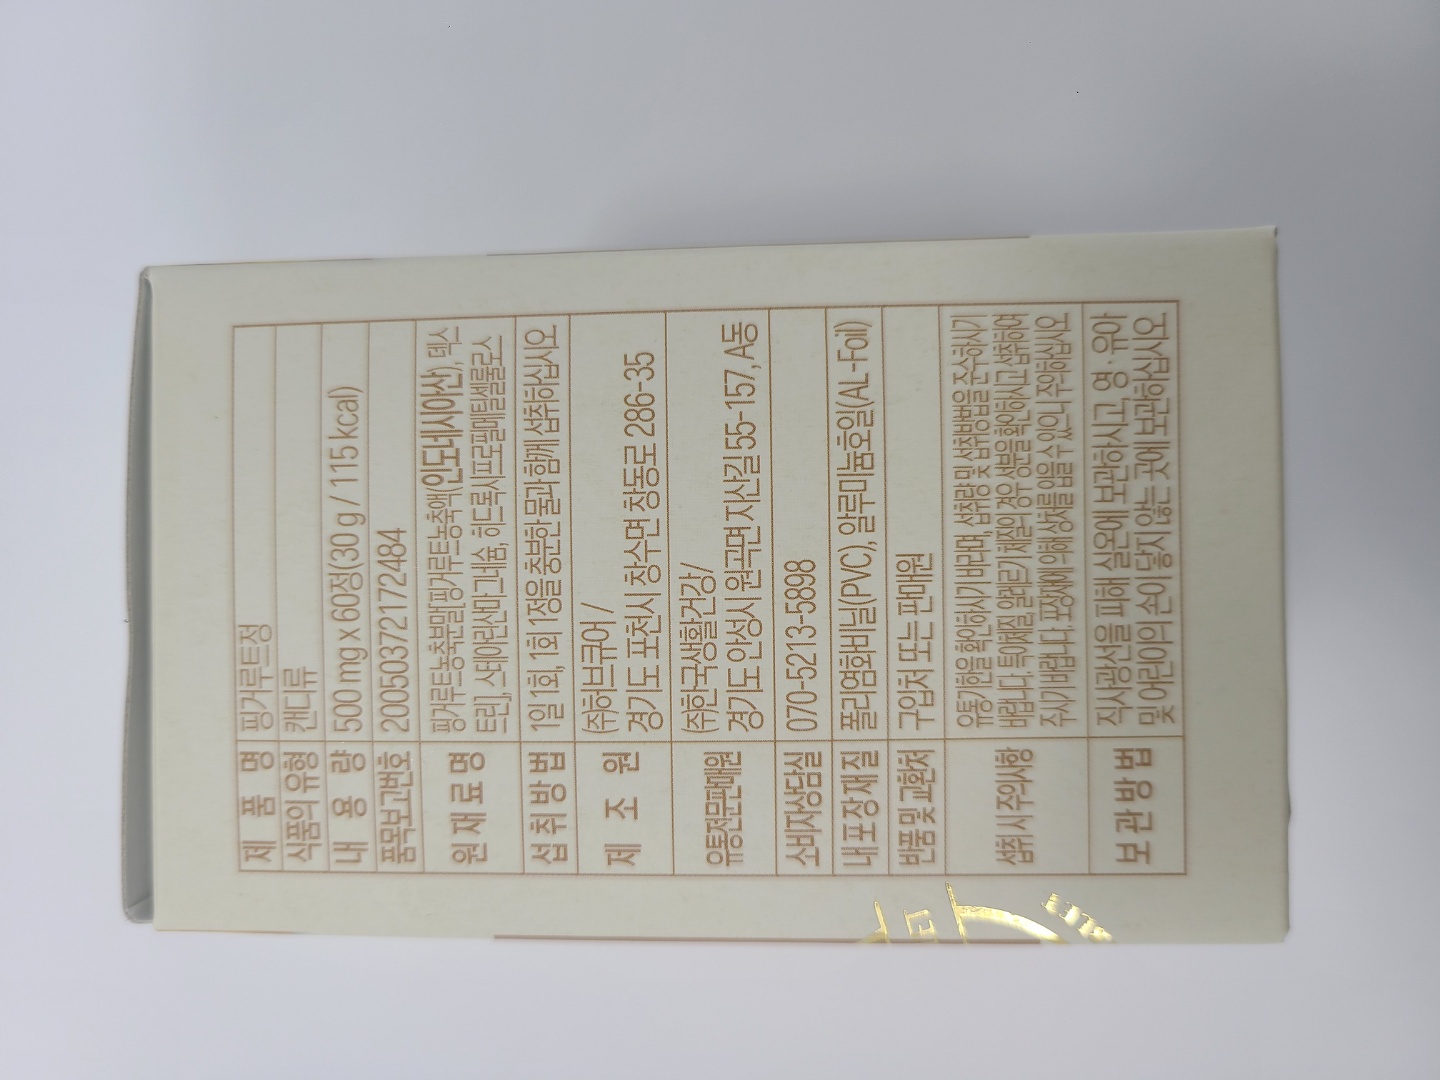 제품명 핑거루트정
식품의 유형 캔디류
내용량 500 mg x 60정(30 g / 115 kcal)
품목보고번호 20050372172484
원재료명 핑거루트농축분말[핑거루트농축액(인도네시아산), 덱스
트린], 스테아린산마그네슘, 히드록시프로필메틸셀룰로스
섭취방법 1일 1회, 1회 1정을 충분한 물과 함께 섭취하십시오
제조원 (주)허브큐어 /
경기도 포천시 창수면 창동로 286-35
유통전문판매원 (주)한국생활건강/
경기도 안성시 원곡면 지산길 55-157, A동
소비자상담실 070-5213-5898
내포장재질 폴리염화비닐(PVC), 알루미늄호일(AL-Foil)
반품 및 교환처 구입처 또는 판매원
섭취 시 주의사항 유통기한을 확인하시기 바라며, 섭취량 및 섭취방법을 준수하시기
바랍니다. 특이체질, 알레르기 체질의 경우 성분을 확인하시고 섭취하여
주시기 바랍니다. 포장재에 의해 상처를 입을 수 있으니 주의하십시오
보관방법 직사광선을 피해 실온에 보관하시고, 영·유아
및 어린이의 손이 닿지 않는 곳에 보관하십시오